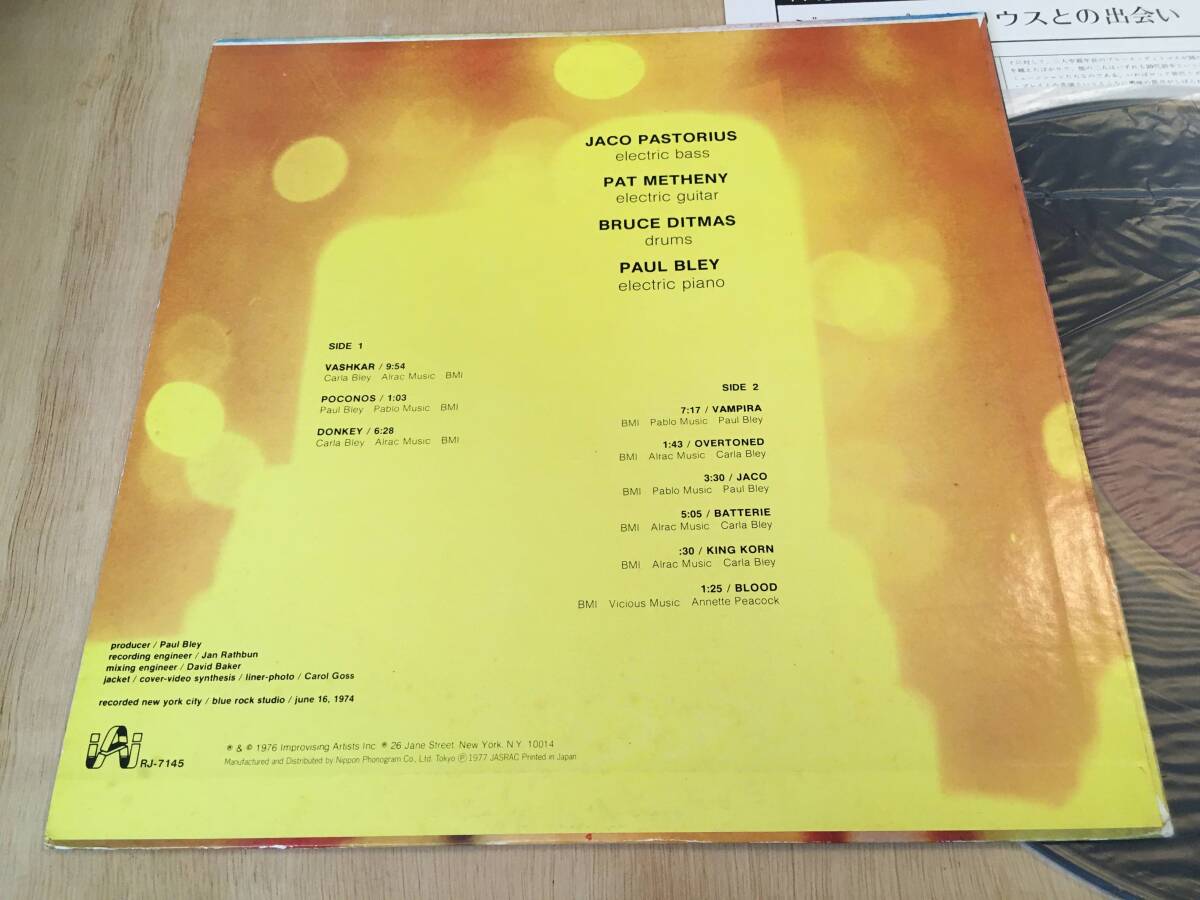 ウスとの出会い
JACO PASTORIUS
electric bass
PAT METHENY
electric guitar
BRUCE DITMAS
drums
PAUL BLEY
electric piano
SIDE 1
VASHKAR / 9:54
Carla Bley Alrac Music BMI
POCONOS / 1:03
Paul Bley Pablo Music BMI
DONKEY / 6:28
Carla Bley Alrac Music BMI
SIDE 2
7:17 / VAMPIRA
BMI Pablo Music Paul Bley
1:43 / OVERTONED
BMI Alrac Music Carla Bley
3:30 / JACO
BMI Pablo Music Paul Bley
5:05 / BATTERIE
BMI Alrac Music Carla Bley
:30 / KING KORN
BMI Alrac Music Carla Bley
1:25 / BLOOD
BMI Vicious Music Annette Peacock
producer / Paul Bley
recording engineer / Jan Rathbun
mixing engineer / David Baker
jacket / cover-video synthesis / liner-photo / Carol Goss
recorded new york city / blue rock studio / june 16, 1974
iAi
RJ-7145
℗ & © 1976 Improvising Artists Inc ® 26 Jane Street, New York, N.Y. 10014
Manufactured and Distributed by Nippon Phonogram Co., Ltd. Tokyo Ⓟ1977 JASRAC Printed in Japan